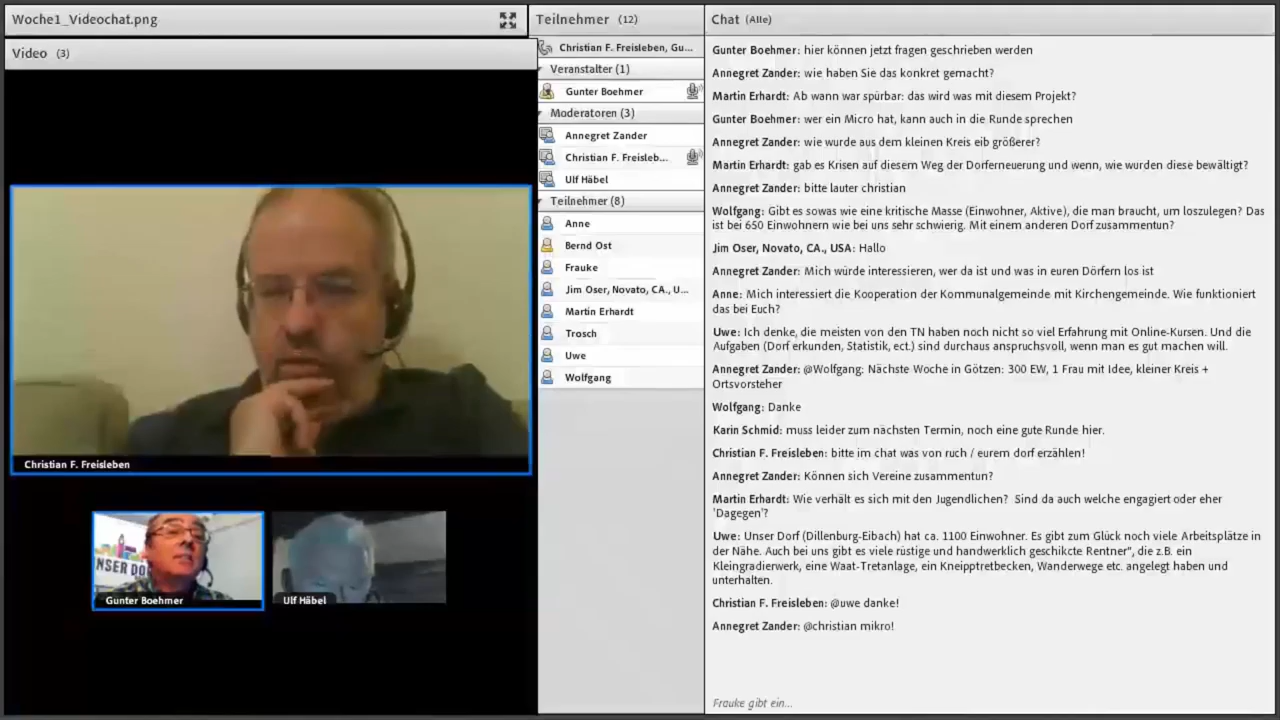 Woche1_Videochat.png
Video (3)
Christian F. Freisleben
NSER DO
Gunter Boehmer
Ulf Häbel
Teilnehmer (12)
Christian F. Freisleben, Gu...
Veranstalter (1)
Gunter Boehmer
Moderatoren (3)
Annegret Zander
Christian F. Freisleb...
Ulf Häbel
Teilnehmer (8)
Anne
Bernd Ost
Frauke
Jim Oser, Novato, CA., U...
Martin Erhardt
Trosch
Uwe
Wolfgang
Chat (Alle)
Gunter Boehmer: hier können jetzt fragen geschrieben werden
Annegret Zander: wie haben Sie das konkret gemacht?
Martin Erhardt: Ab wann war spürbar: das wird was mit diesem Projekt?
Gunter Boehmer: wer ein Micro hat, kann auch in die Runde sprechen
Annegret Zander: wie wurde aus dem kleinen Kreis eib größerer?
Martin Erhardt: gab es Krisen auf diesem Weg der Dorferneuerung und wenn, wie wurden diese bewältigt?
Annegret Zander: bitte lauter christian
Wolfgang: Gibt es sowas wie eine kritische Masse (Einwohner, Aktive), die man braucht, um loszulegen? Das
ist bei 650 Einwohnern wie bei uns sehr schwierig. Mit einem anderen Dorf zusammentun?
Jim Oser, Novato, CA., USA: Hallo
Annegret Zander: Mich würde interessieren, wer da ist und was in euren Dörfern los ist
Anne: Mich interessiert die Kooperation der Kommunalgemeinde mit Kirchengemeinde. Wie funktioniert
das bei Euch?
Uwe: Ich denke, die meisten von den TN haben noch nicht so viel Erfahrung mit Online-Kursen. Und die
Aufgaben (Dorf erkunden, Statistik, ect.) sind durchaus anspruchsvoll, wenn man es gut machen will.
Annegret Zander: @Wolfgang: Nächste Woche in Götzen: 300 EW, 1 Frau mit Idee, kleiner Kreis +
Ortsvorsteher
Wolfgang: Danke
Karin Schmid: muss leider zum nächsten Termin, noch eine gute Runde hier.
Christian F. Freisleben: bitte im chat was von ruch / eurem dorf erzählen!
Annegret Zander: Können sich Vereine zusammentun?
Martin Erhardt: Wie verhält es sich mit den Jugendlichen? Sind da auch welche engagiert oder eher
'Dagegen'?
Uwe: Unser Dorf (Dillenburg-Eibach) hat ca. 1100 Einwohner. Es gibt zum Glück noch viele Arbeitsplätze in
der Nähe. Auch bei uns gibt es viele rüstige und handwerklich geschikcte Rentner", die z.B. ein
Kleingradierwerk, eine Waat-Tretanlage, ein Kneipptretbecken, Wanderwege etc. angelegt haben und
unterhalten.
Christian F. Freisleben: @uwe danke!
Annegret Zander: @christian mikro!
Frauke gibt ein...